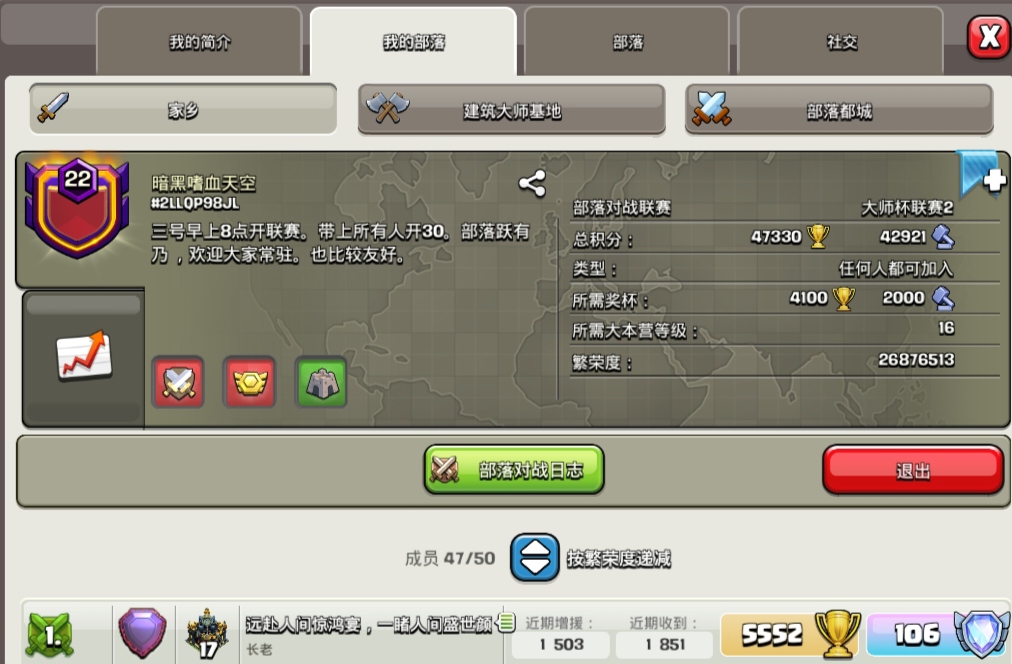 我的简介
我的部落
部落
社交
家乡
建筑大师基地
部落都城
22
暗黑嗜血天空
#2LLQP98JL
三号早上8点开联赛。带上所有人开30。部落跃有
乃 ，欢迎大家常驻。也比较友好。
部落对战联赛 大师杯联赛2
总积分： 47330 42921
类型： 任何人都可加入
所需奖杯： 4100 2000
所需大本营等级： 16
繁荣度： 26876513
部落对战日志
退出
成员 47/50
按繁荣度递减
1.
17
远赴人间惊鸿宴，一睹人间盛世颜
长老
近期增援：
1 503
近期收到：
1 851
5552
106